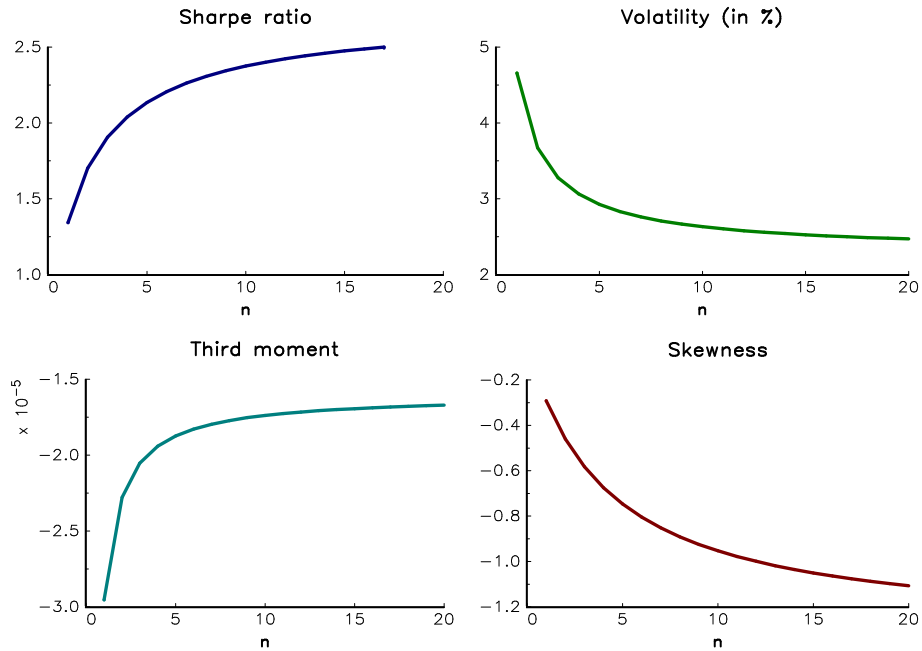 Sharpe ratio
2.5
2.0
1.5
1.0
0 5 10 15 20
n
Volatility (in %)
5
4
3
2
0 5 10 15 20
n
Third moment
x 10⁻⁵
−1.5
−2.0
−2.5
−3.0
0 5 10 15 20
n
Skewness
−0.2
−0.4
−0.6
−0.8
−1.0
−1.2
0 5 10 15 20
n